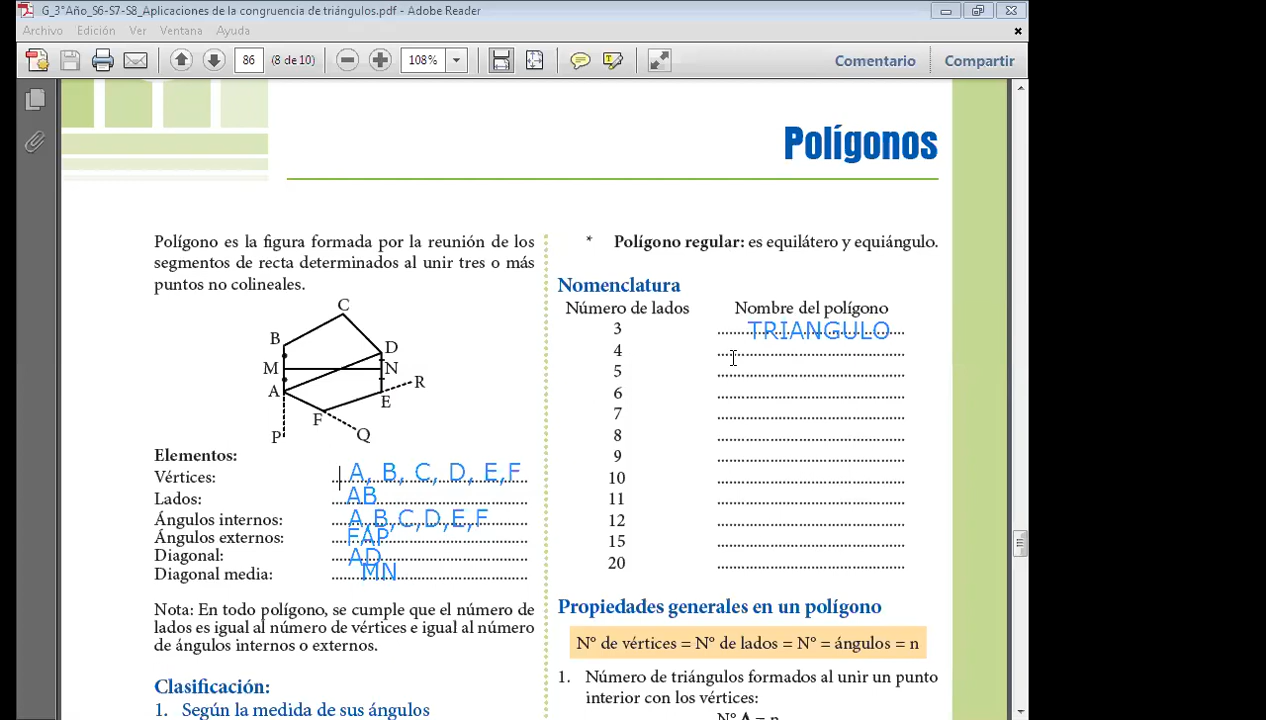 G_3°Año_S6-S7-S8_Aplicaciones de la congruencia de triángulos.pdf - Adobe Reader
Archivo Edición Ver Ventana Ayuda
86 (8 de 10) 108% Comentario Compartir
Polígonos
Polígono es la figura formada por la reunión de los
segmentos de recta determinados al unir tres o más
puntos no colineales.
C
B
D
M
N
A
R
E
F
P
Q
Elementos:
Vértices: A, B, C, D, E,F
Lados: AB
Ángulos internos: A,B,C,D,E,F
Ángulos externos: FAP
Diagonal: AD
Diagonal media: MN
Nota: En todo polígono, se cumple que el número de
lados es igual al número de vértices e igual al número
de ángulos internos o externos.
Clasificación:
1. Según la medida de sus ángulos
* Polígono regular: es equilátero y equiángulo.
Nomenclatura
Número de lados Nombre del polígono
3 TRIANGULO
4
5
6
7
8
9
10
11
12
15
20
Propiedades generales en un polígono
N° de vértices = N° de lados = N° = ángulos = n
1. Número de triángulos formados al unir un punto
interior con los vértices:
N° Δ = n